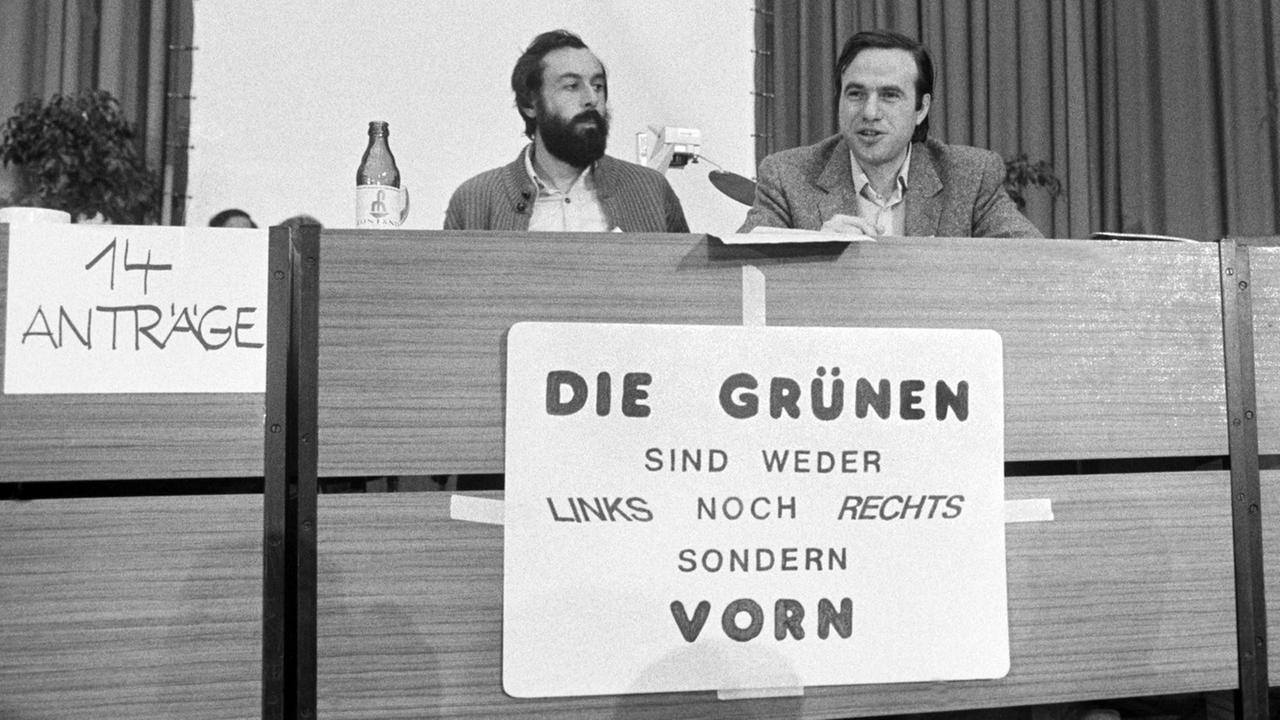 14
ANTRÄGE
DIE GRÜNEN
SIND WEDER
LINKS NOCH RECHTS
SONDERN
VORN